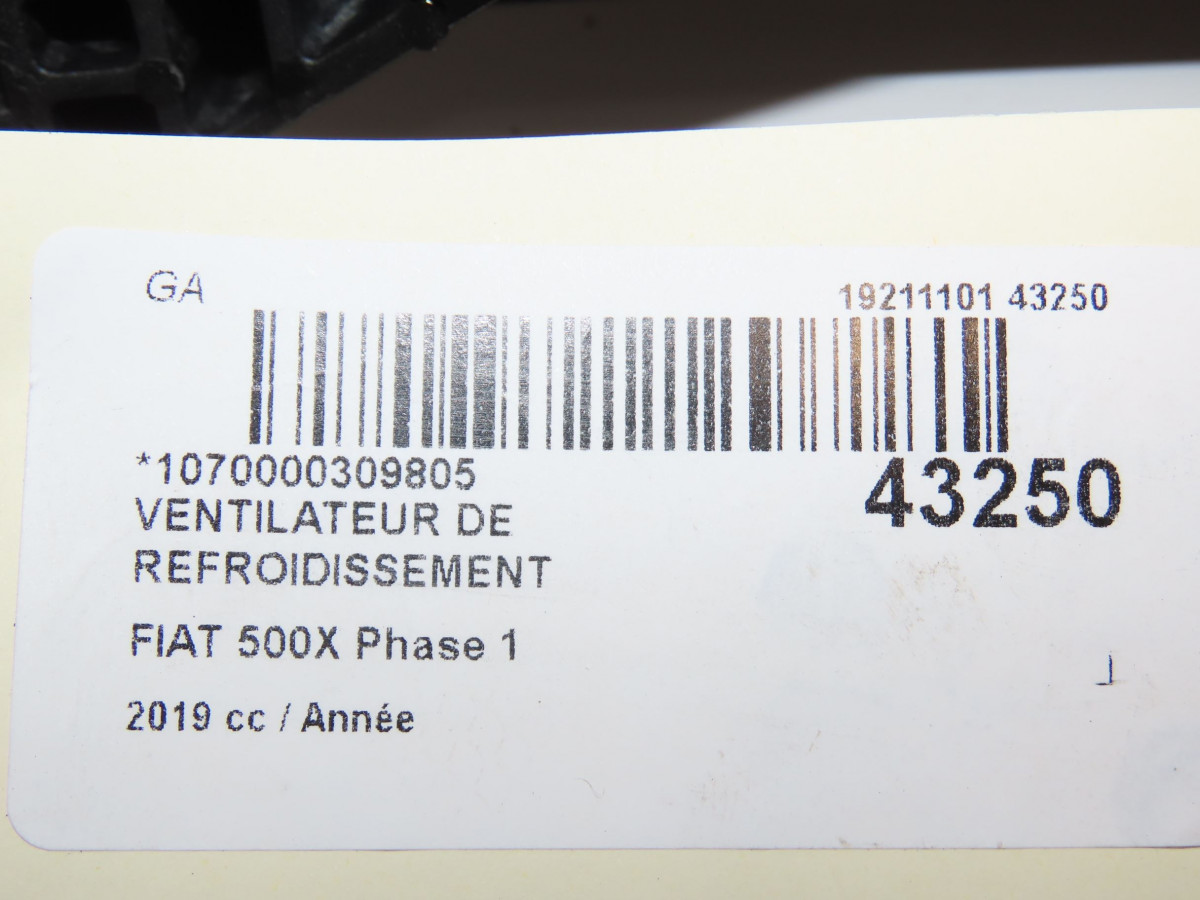 GA
19211101 43250
*1070000309805
43250
VENTILATEUR DE
REFROIDISSEMENT
FIAT 500X Phase 1
2019 cc / Année